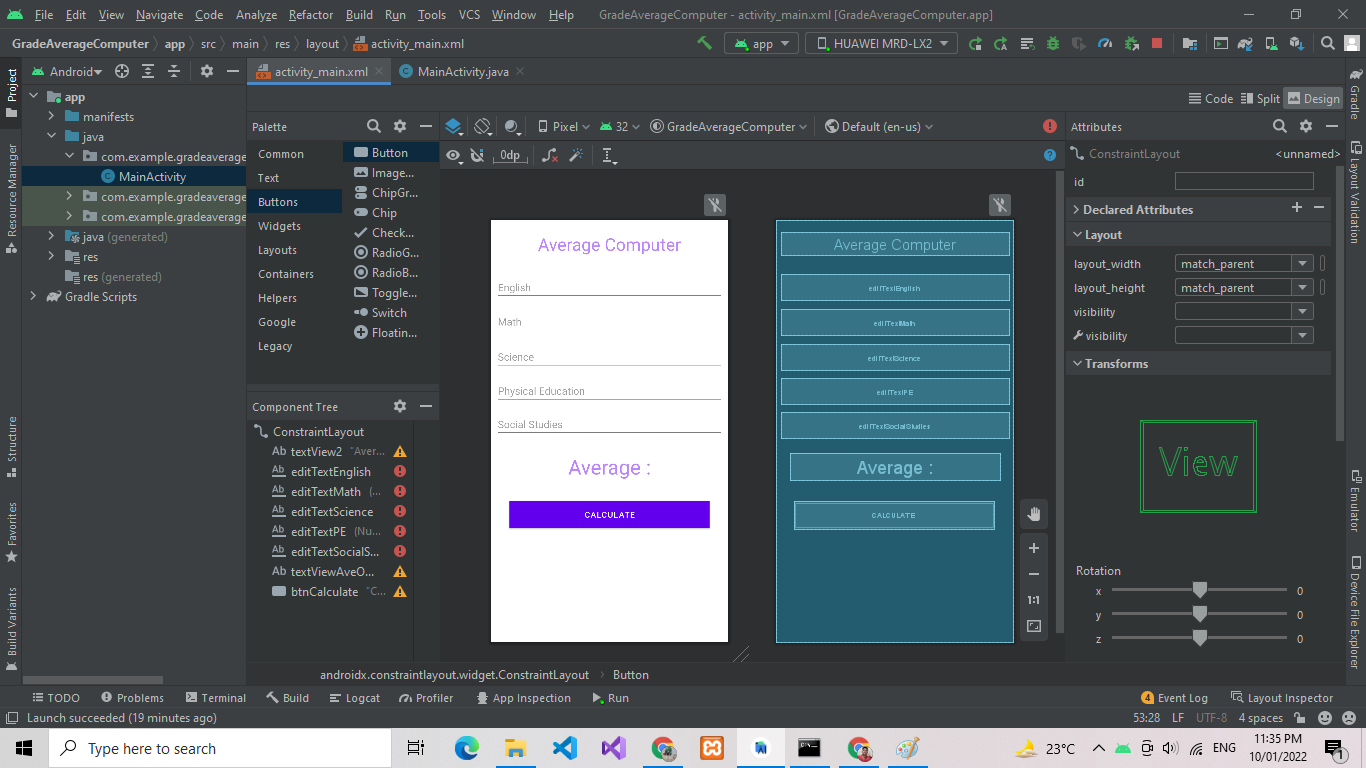 File Edit View Navigate Code Analyze Refactor Build Run Tools VCS Window Help GradeAverageComputer - activity_main.xml [GradeAverageComputer.app]
GradeAverageComputer app src main res layout activity_main.xml app HUAWEI MRD-LX2
Android activity_main.xml MainActivity.java
Project
Resource Manager
Structure
Favorites
Build Variants
app
manifests
java
com.example.gradeaverage
MainActivity
com.example.gradeaverage
com.example.gradeaverage
java (generated)
res
res (generated)
Gradle Scripts
Code Split Design
Palette
Common
Text
Buttons
Widgets
Layouts
Containers
Helpers
Google
Legacy
Button
Image...
ChipGr...
Chip
Check...
RadioG...
RadioB...
Toggle...
Switch
Floatin...
Component Tree
ConstraintLayout
Ab textView2 "Aver...
Ab editTextEnglish
Ab editTextMath (...
Ab editTextScience
Ab editTextPE (Nu...
Ab editTextSocialS...
Ab textViewAveO...
btnCalculate "C...
Pixel 32 GradeAverageComputer Default (en-us)
0dp
Average Computer
English
Math
Science
Physical Education
Social Studies
Average :
CALCULATE
Average Computer
editTextEnglish
editTextMath
editTextScience
editTextPE
editTextSocialStudies
Average :
CALCULATE
1:1
Attributes
ConstraintLayout <unnamed>
id
Declared Attributes
Layout
layout_width match_parent
layout_height match_parent
visibility
visibility
Transforms
View
Rotation
x 0
y 0
z 0
Gradle
Layout Validation
Emulator
Device File Explorer
androidx.constraintlayout.widget.ConstraintLayout Button
TODO Problems Terminal Build Logcat Profiler App Inspection Run 4 Event Log Layout Inspector
Launch succeeded (19 minutes ago) 53:28 LF UTF-8 4 spaces
Type here to search 23°C ENG 11:35 PM
10/01/2022 1